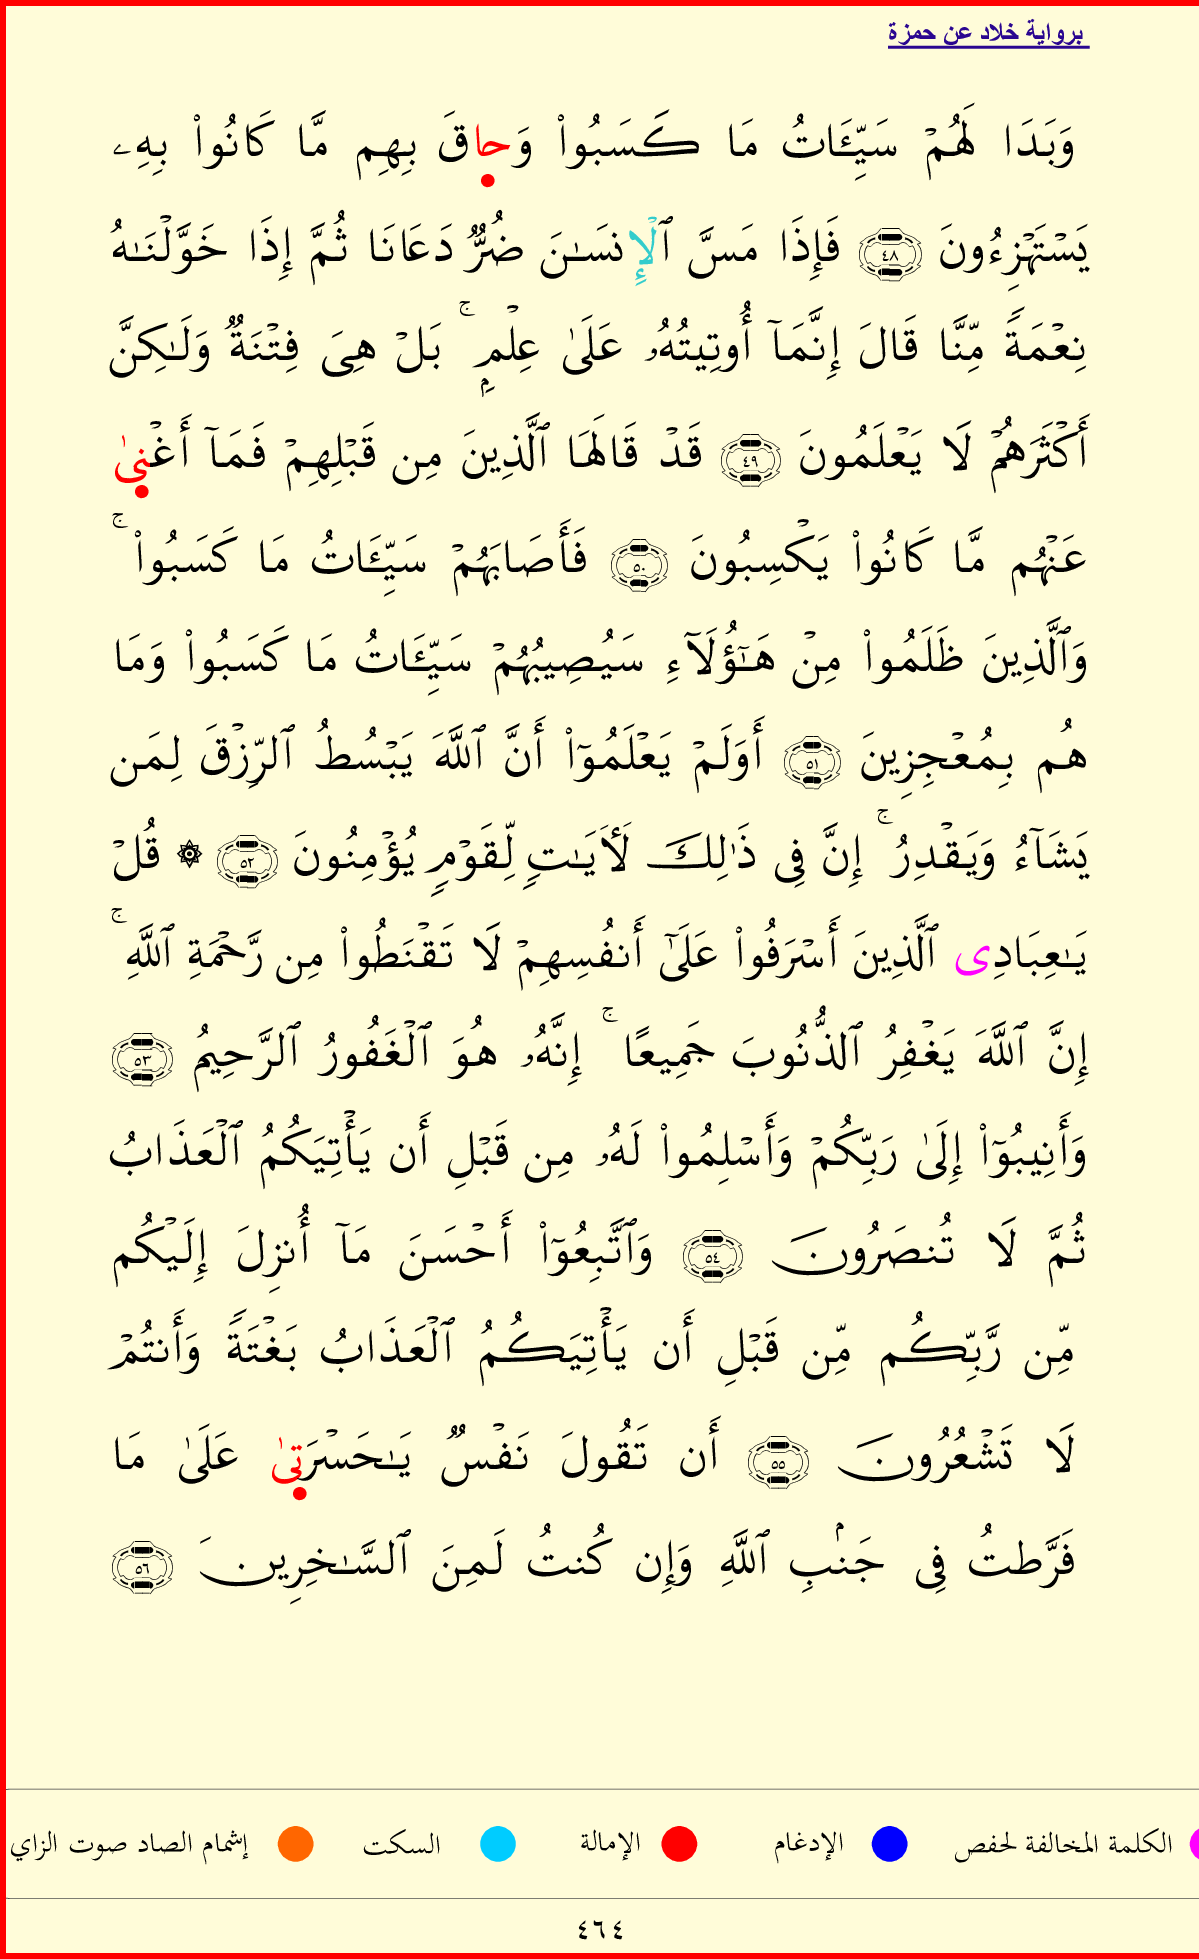 برواية خلاد عن حمزة
وَبَدَا لَهُمۡ سَيِّـَٔاتُ مَا كَسَبُواْ وَحَاقَ بِهِم مَّا كَانُواْ بِهِۦ
يَسۡتَهۡزِءُونَ ٤٨ فَإِذَا مَسَّ ٱلۡإِنسَـٰنَ ضُرٌّ دَعَانَا ثُمَّ إِذَا خَوَّلۡنَـٰهُ
نِعۡمَةً مِّنَّا قَالَ إِنَّمَآ أُوتِيتُهُۥ عَلَىٰ عِلۡمِۭ ۚ بَلۡ هِىَ فِتۡنَةٌ وَلَـٰكِنَّ
أَكۡثَرَهُمۡ لَا يَعۡلَمُونَ ٤٩ قَدۡ قَالَهَا ٱلَّذِينَ مِن قَبۡلِهِمۡ فَمَآ أَغۡنِىٰ
عَنۡهُم مَّا كَانُواْ يَكۡسِبُونَ ٥٠ فَأَصَابَهُمۡ سَيِّـَٔاتُ مَا كَسَبُواْ ۚ
وَٱلَّذِينَ ظَلَمُواْ مِنۡ هَـٰٓؤُلَآءِ سَيُصِيبُهُمۡ سَيِّـَٔاتُ مَا كَسَبُواْ وَمَا
هُم بِمُعۡجِزِينَ ٥١ أَوَلَمۡ يَعۡلَمُوٓاْ أَنَّ ٱللَّهَ يَبۡسُطُ ٱلرِّزۡقَ لِمَن
يَشَآءُ وَيَقۡدِرُ ۚ إِنَّ فِى ذَٰلِكَ لَأَيَـٰتٍ لِّقَوۡمٍ يُؤۡمِنُونَ ٥٢ ۞ قُلۡ
يَـٰعِبَادِى ٱلَّذِينَ أَسۡرَفُواْ عَلَىٰٓ أَنفُسِهِمۡ لَا تَقۡنَطُواْ مِن رَّحۡمَةِ ٱللَّهِ ۚ
إِنَّ ٱللَّهَ يَغۡفِرُ ٱلذُّنُوبَ جَمِيعًا ۚ إِنَّهُۥ هُوَ ٱلۡغَفُورُ ٱلرَّحِيمُ ٥٣
وَأَنِيبُوٓاْ إِلَىٰ رَبِّكُمۡ وَأَسۡلِمُواْ لَهُۥ مِن قَبۡلِ أَن يَأۡتِيَكُمُ ٱلۡعَذَابُ
ثُمَّ لَا تُنصَرُونَ ٥٤ وَٱتَّبِعُوٓاْ أَحۡسَنَ مَآ أُنزِلَ إِلَيۡكُم
مِّن رَّبِّكُم مِّن قَبۡلِ أَن يَأۡتِيَكُمُ ٱلۡعَذَابُ بَغۡتَةً وَأَنتُمۡ
لَا تَشۡعُرُونَ ٥٥ أَن تَقُولَ نَفۡسٌ يَـٰحَسۡرَتِىٰ عَلَىٰ مَا
فَرَّطتُ فِى جَنۢبِ ٱللَّهِ وَإِن كُنتُ لَمِنَ ٱلسَّـٰخِرِينَ ٥٦
الكلمة المخالفة لحفص الإدغام الإمالة السكت إشمام الصاد صوت الزاي
٤٦٤